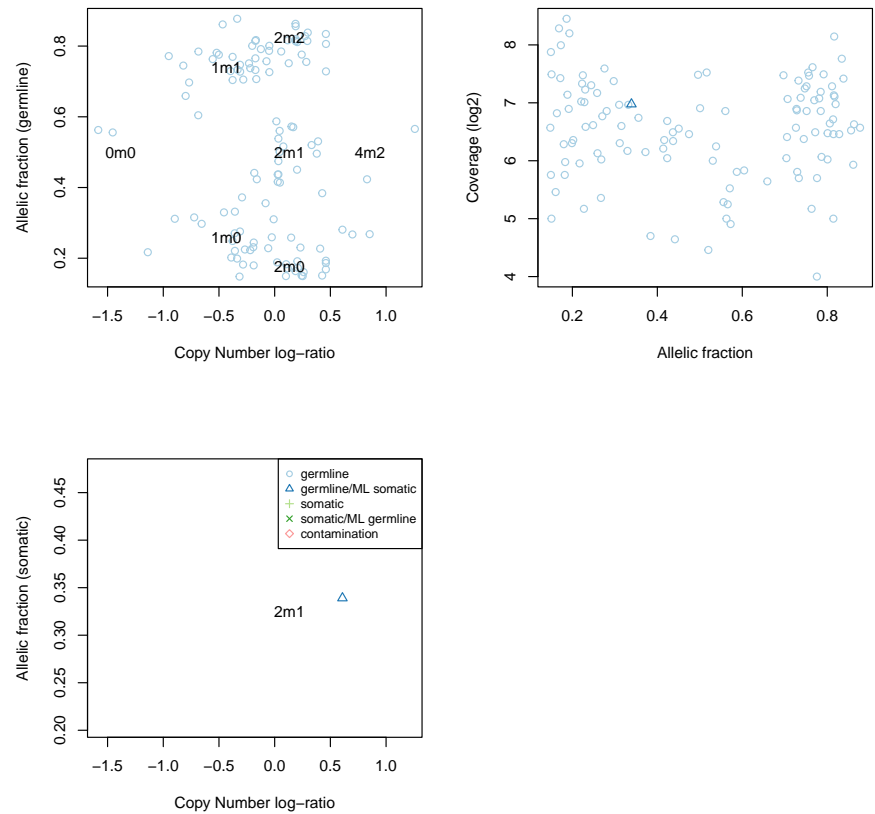 0.8
0.6
0.4
0.2
Allelic fraction (germline)
2m2
1m1
0m0
2m1
4m2
1m0
2m0
−1.5 −1.0 −0.5 0.0 0.5 1.0
Copy Number log−ratio
8
7
6
5
4
Coverage (log2)
0.2 0.4 0.6 0.8
Allelic fraction
0.45
0.40
0.35
0.30
0.25
0.20
Allelic fraction (somatic)
germline
germline/ML somatic
somatic
somatic/ML germline
contamination
2m1
−1.5 −1.0 −0.5 0.0 0.5 1.0
Copy Number log−ratio